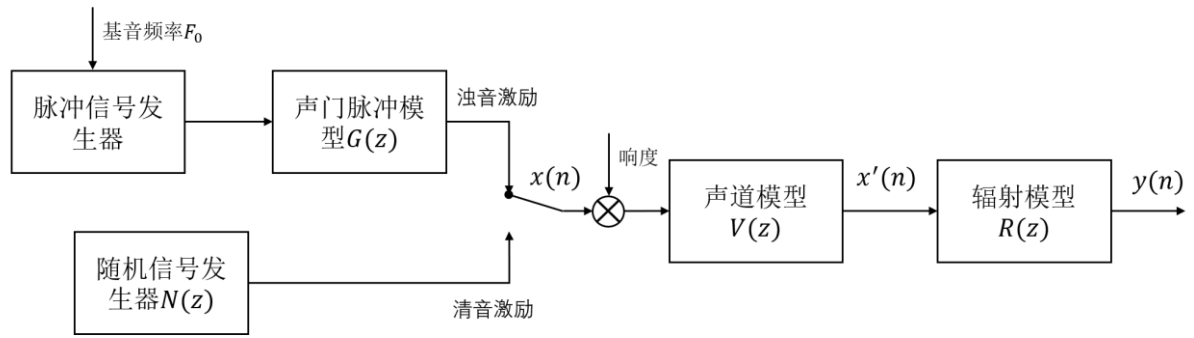 基音频率F₀
脉冲信号发
生器
声门脉冲模
型G(z)
浊音激励
x(n)
响度
声道模型
V(z)
x′(n)
辐射模型
R(z)
y(n)
随机信号发
生器N(z)
清音激励